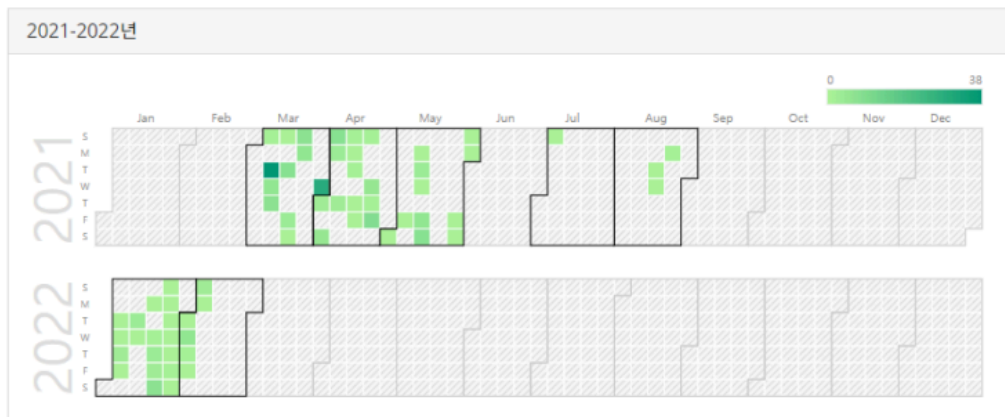 2021-2022년
0 38
Jan Feb Mar Apr May Jun Jul Aug Sep Oct Nov Dec
2021
S
M
T
W
T
F
S
2022
S
M
T
W
T
F
S